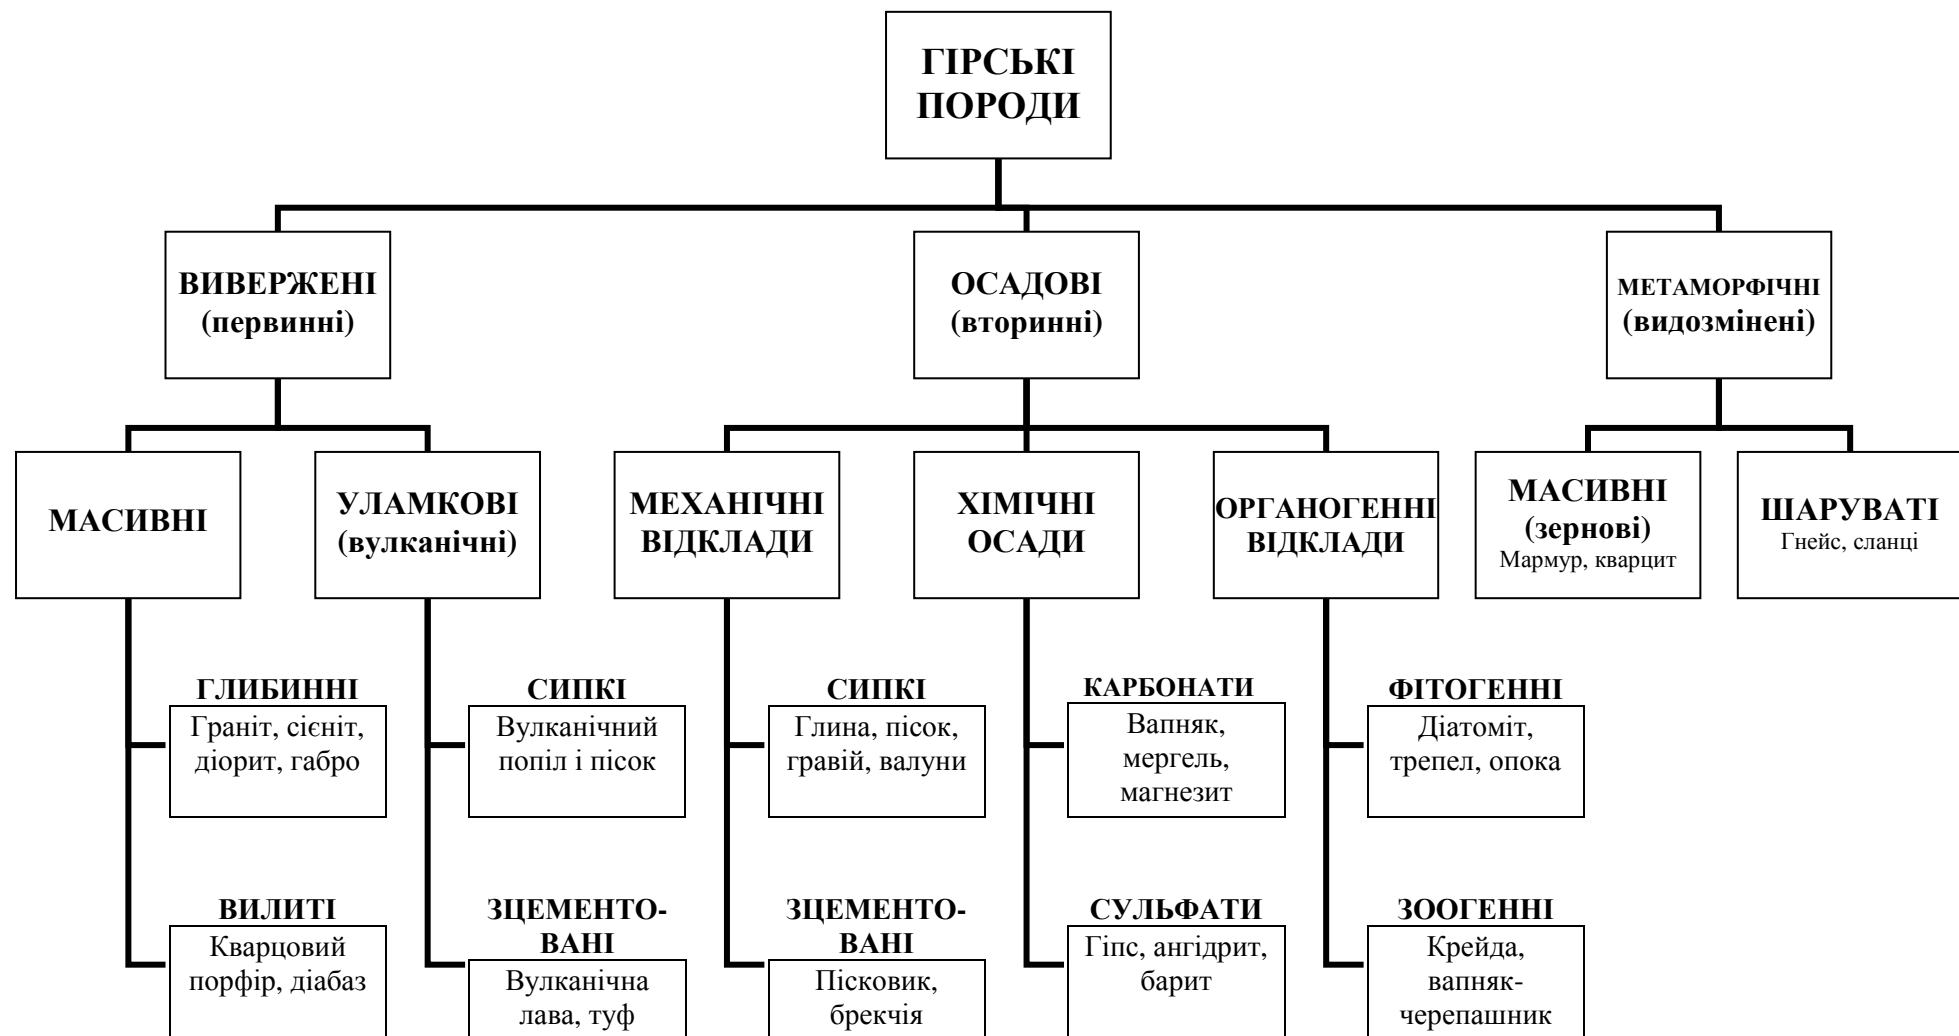 ГІРСЬКІ
ПОРОДИ
ВИВЕРЖЕНІ
(первинні)
ОСАДОВІ
(вторинні)
МЕТАМОРФІЧНІ
(видозмінені)
МАСИВНІ
УЛАМКОВІ
(вулканічні)
МЕХАНІЧНІ
ВІДКЛАДИ
ХІМІЧНІ
ОСАДИ
ОРГАНОГЕННІ
ВІДКЛАДИ
МАСИВНІ
(зернові)
Мармур, кварцит
ШАРУВАТІ
Гнейс, сланці
ГЛИБИННІ
Граніт, сієніт,
діорит, габро
СИПКІ
Вулканічний
попіл і пісок
СИПКІ
Глина, пісок,
гравій, валуни
КАРБОНАТИ
Вапняк,
мергель,
магнезит
ФІТОГЕННІ
Діатоміт,
трепел, опока
ВИЛИТІ
Кварцовий
порфір, діабаз
ЗЦЕМЕНТО-
ВАНІ
Вулканічна
лава, туф
ЗЦЕМЕНТО-
ВАНІ
Пісковик,
брекчія
СУЛЬФАТИ
Гіпс, ангідрит,
барит
ЗООГЕННІ
Крейда,
вапняк-
черепашник